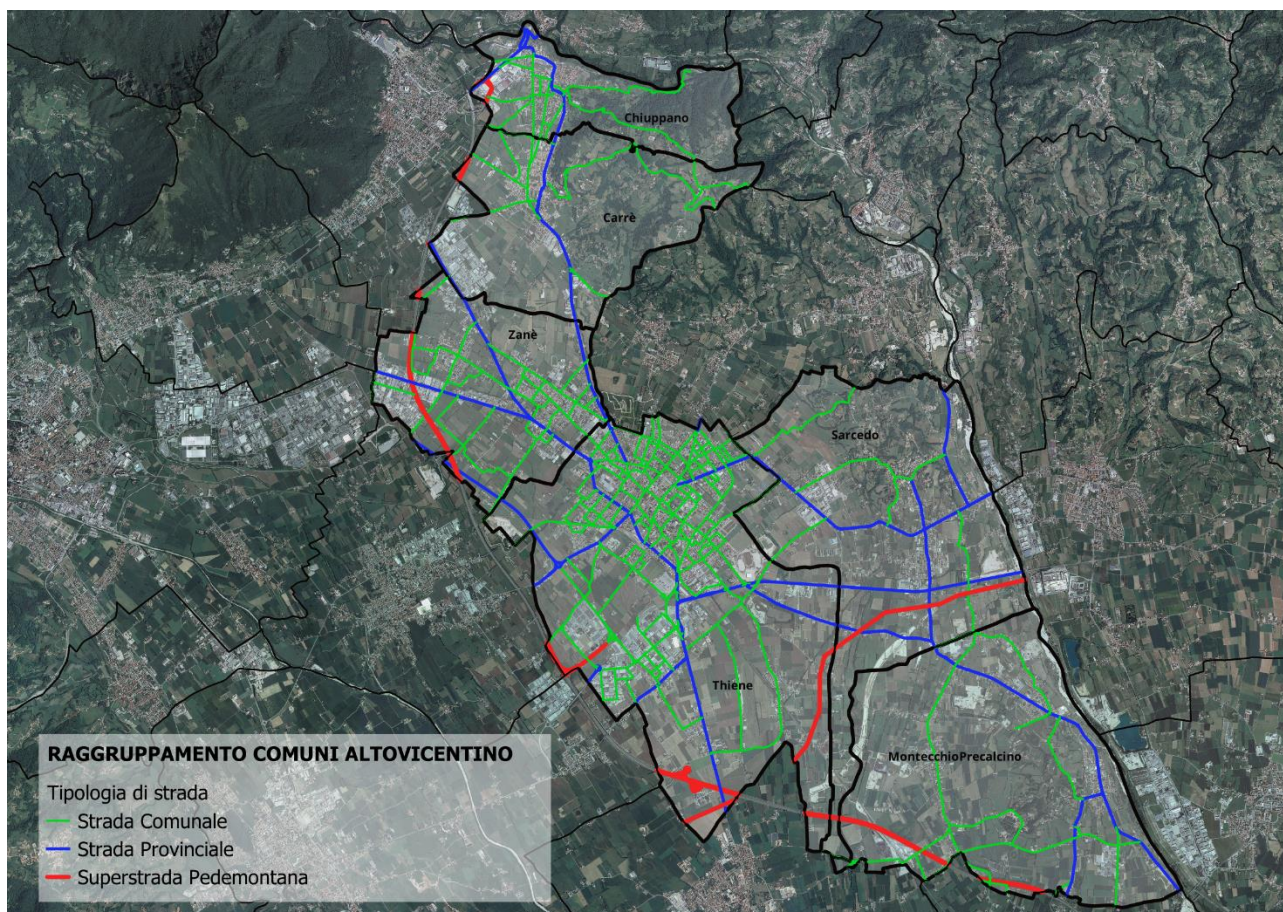 Chiuppano
Carrè
Zanè
Sarcedo
Thiene
MontecchioPrecalcino
RAGGRUPPAMENTO COMUNI ALTOVICENTINO
Tipologia di strada
Strada Comunale
Strada Provinciale
Superstrada Pedemontana